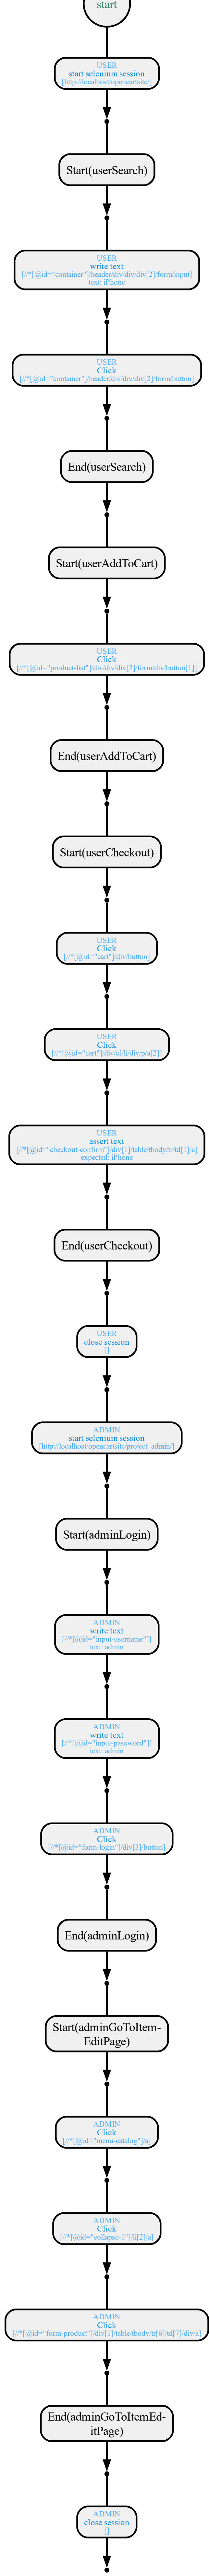 start
USER
start selenium session
[http://localhost/opencartsite/]
Start(userSearch)
USER
write text
[//*[@id="container"]/header/div/div/div[2]/form/input]
text: iPhone
USER
Click
[//*[@id="container"]/header/div/div/div[2]/form/button]
End(userSearch)
Start(userAddToCart)
USER
Click
[//*[@id="product-list"]/div/div/div[2]/form/div/button[1]]
End(userAddToCart)
Start(userCheckout)
USER
Click
[//*[@id="cart"]/div/button]
USER
Click
[//*[@id="cart"]/div/ul/li/div/p/a[2]]
USER
assert text
[//*[@id="checkout-confirm"]/div[1]/table/tbody/tr/td[1]/a]
expected: iPhone
End(userCheckout)
USER
close session
[]
ADMIN
start selenium session
[http://localhost/opencartsite/project_admin/]
Start(adminLogin)
ADMIN
write text
[//*[@id="input-username"]]
text: admin
ADMIN
write text
[//*[@id="input-password"]]
text: admin
ADMIN
Click
[//*[@id="form-login"]/div[3]/button]
End(adminLogin)
Start(adminGoToItem-
EditPage)
ADMIN
Click
[//*[@id="menu-catalog"]/a]
ADMIN
Click
[//*[@id="collapse-1"]/li[2]/a]
ADMIN
Click
[//*[@id="form-product"]/div[1]/table/tbody/tr[6]/td[7]/div/a]
End(adminGoToItemEd-
itPage)
ADMIN
close session
[]